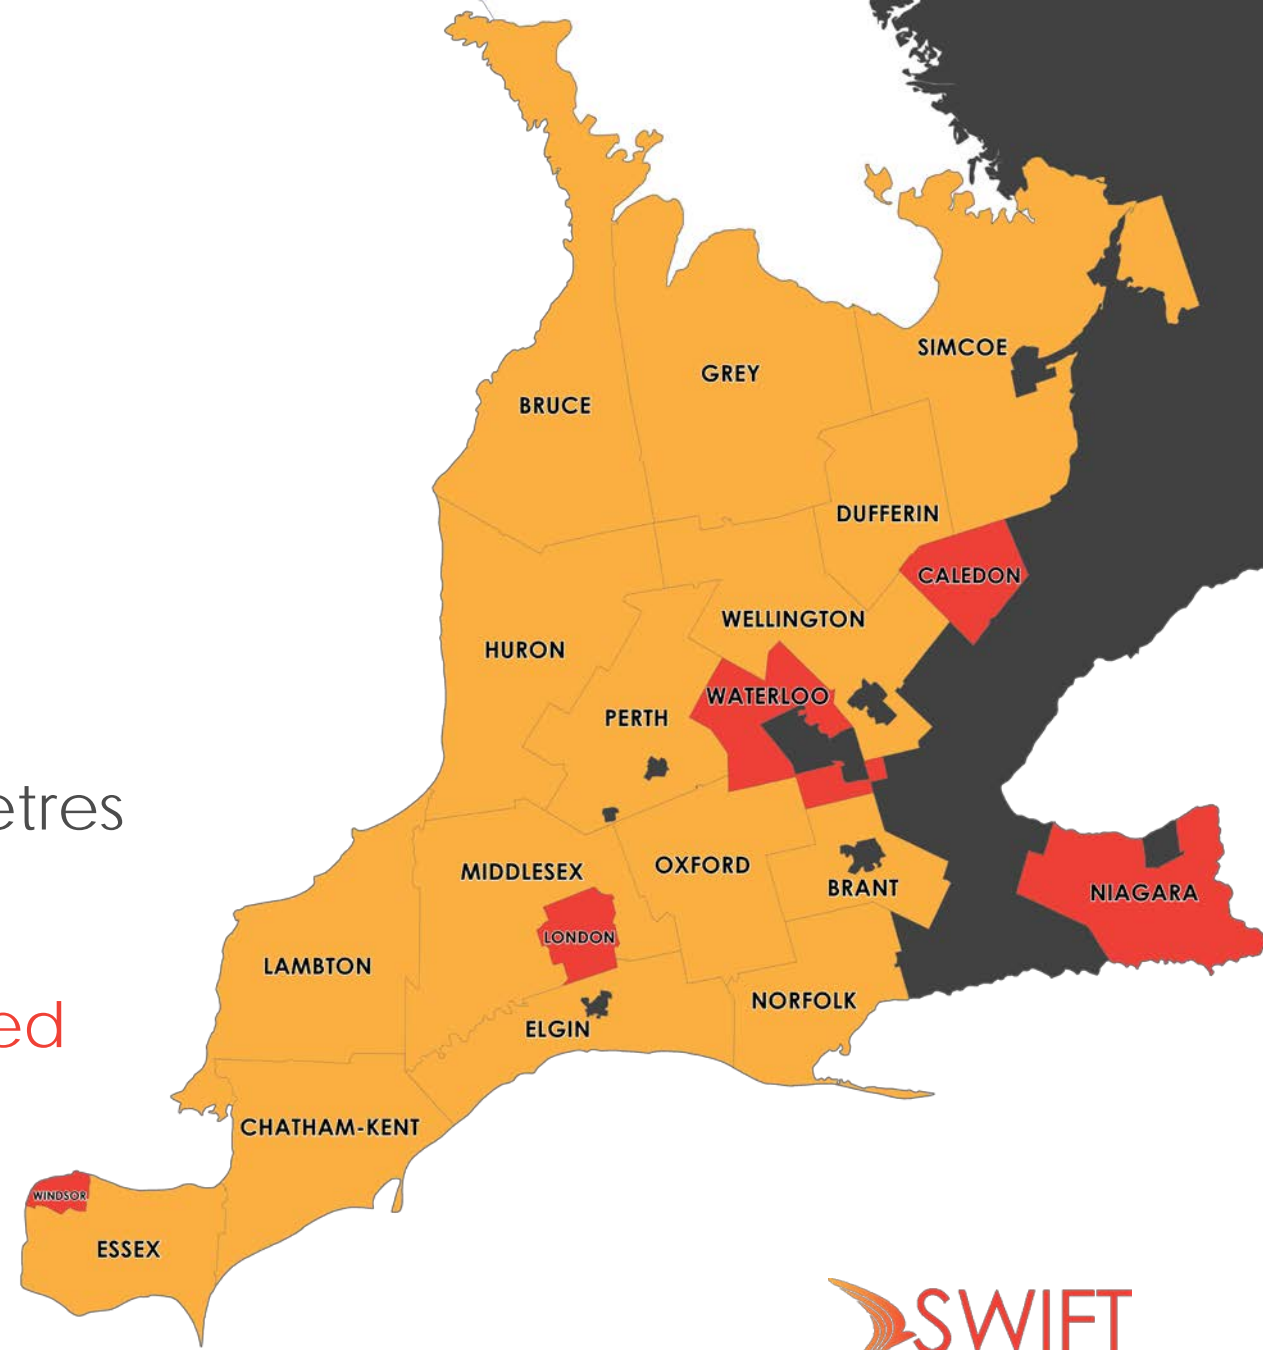 SIMCOE
GREY
BRUCE
DUFFERIN
CALEDON
WELLINGTON
HURON
WATERLOO
PERTH
etres
OXFORD
MIDDLESEX
BRANT
NIAGARA
LONDON
LAMBTON
NORFOLK
ed
ELGIN
CHATHAM-KENT
WINDSOR
ESSEX
SWIFT